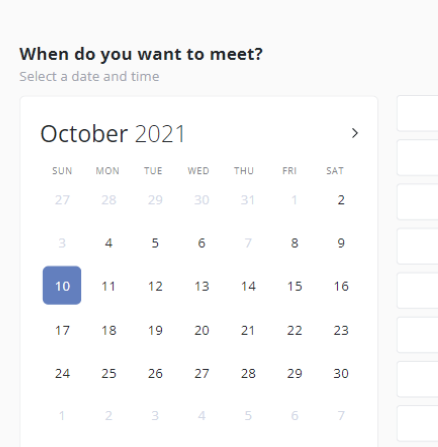 When do you want to meet?
Select a date and time
October 2021
SUN MON TUE WED THU FRI SAT
27 28 29 30 31 1 2
3 4 5 6 7 8 9
10 11 12 13 14 15 16
17 18 19 20 21 22 23
24 25 26 27 28 29 30
1 2 3 4 5 6 7